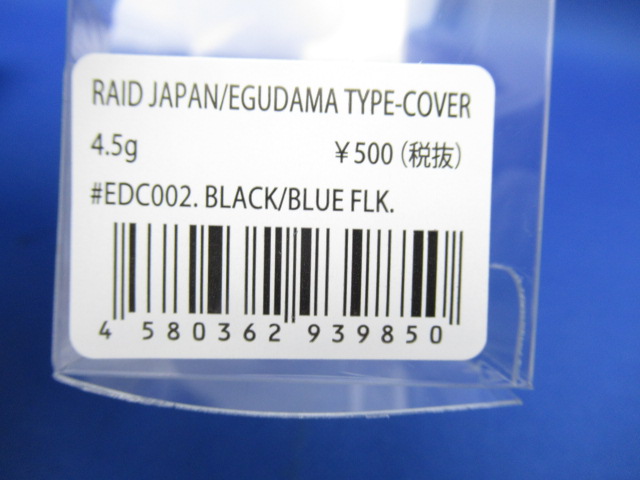 RAID JAPAN/EGUDAMA TYPE-COVER
4.5g ¥500(税抜)
#EDC002. BLACK/BLUE FLK.
4 580362 939850